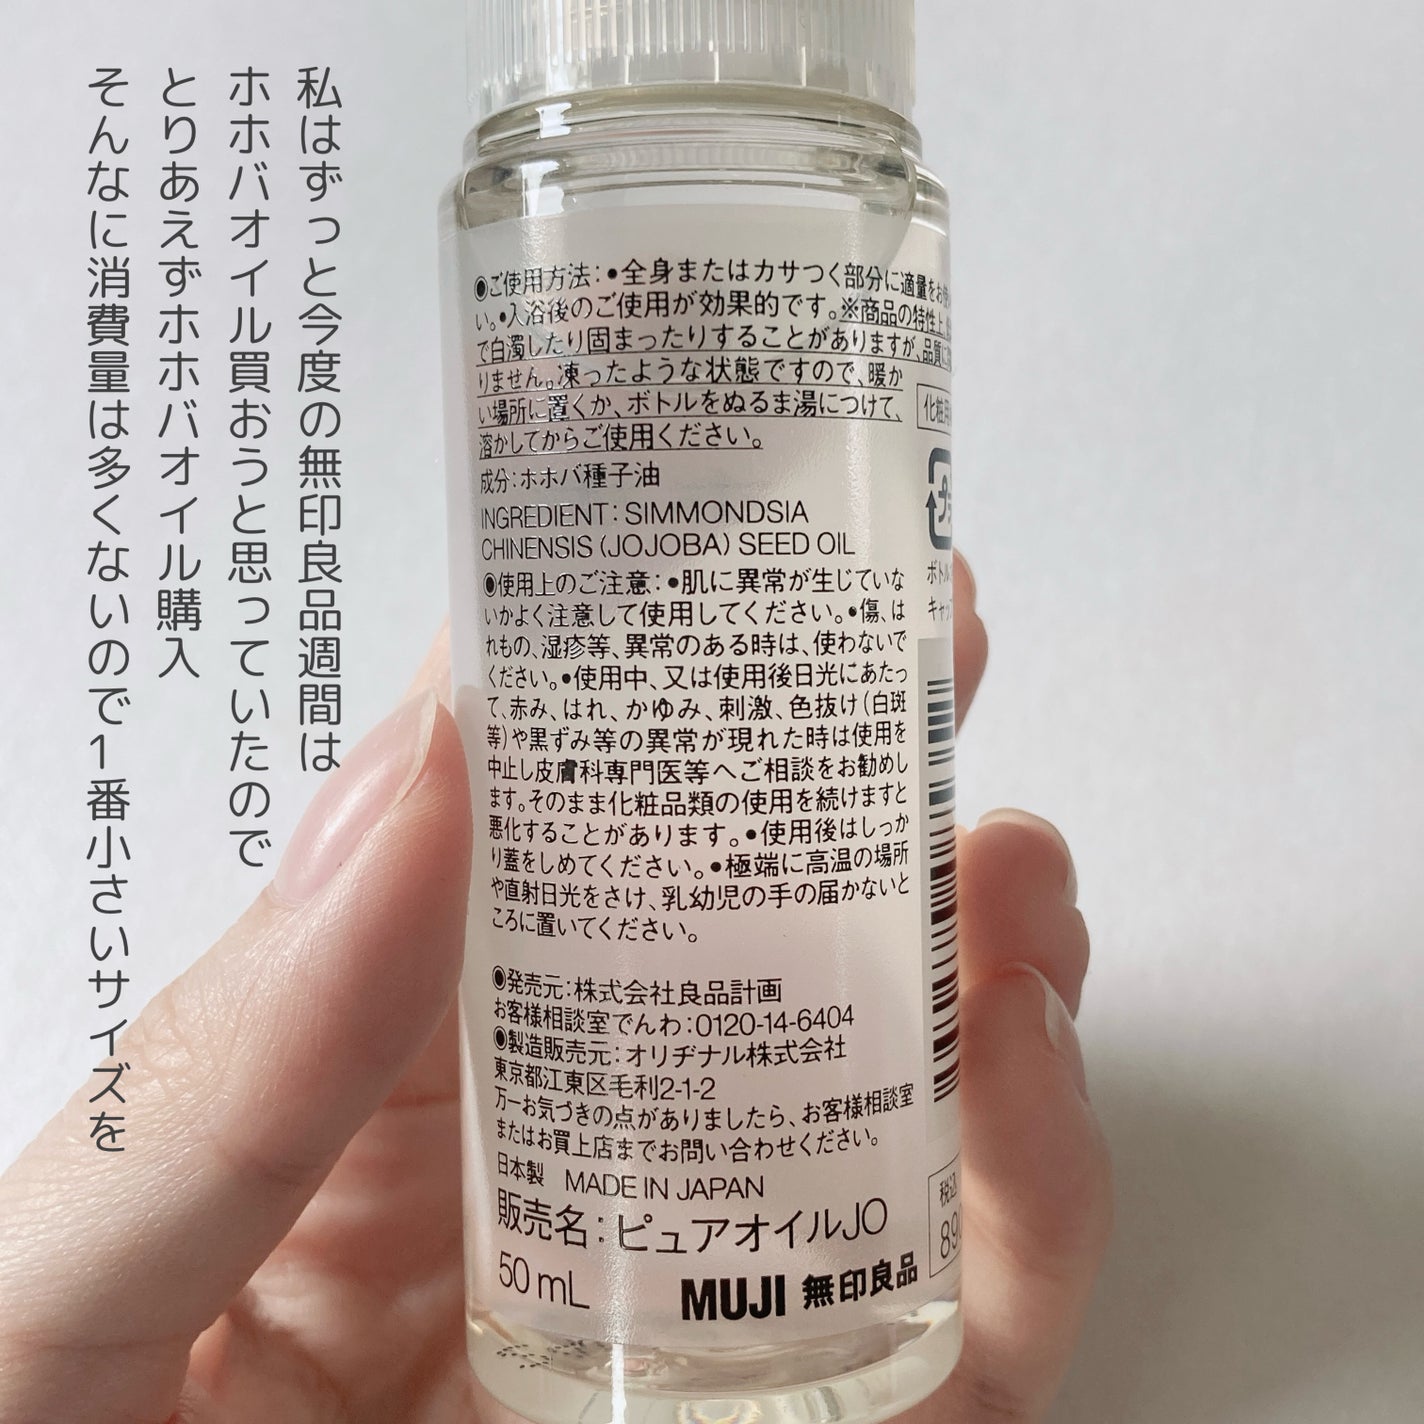 私はずっと今度の無印良品週間は
ホホバオイル買おうと思っていたので
とりあえずホホバオイル購入
そんなに消費量は多くないので1番小さいサイズを
◉ご使用方法：•全身またはカサつく部分に適量をお使
い。•入浴後のご使用が効果的です。※商品の特性上
で白濁したり固まったりすることがありますが、品質に
りません。凍ったような状態ですので、暖か
い場所に置くか、ボトルをぬるま湯につけて、
溶かしてからご使用ください。
成分：ホホバ種子油
INGREDIENT：SIMMONDSIA
CHINENSIS (JOJOBA) SEED OIL
◉使用上のご注意：•肌に異常が生じていな
いかよく注意して使用してください。•傷、は
れもの、湿疹等、異常のある時は、使わないで
ください。•使用中、又は使用後日光にあたっ
て、赤み、はれ、かゆみ、刺激、色抜け（白斑
等）や黒ずみ等の異常が現れた時は使用を
中止し皮膚科専門医等へご相談をお勧めし
ます。そのまま化粧品類の使用を続けますと
悪化することがあります。•使用後はしっか
り蓋をしめてください。•極端に高温の場所
や直射日光をさけ、乳幼児の手の届かないと
ころに置いてください。
◉発売元：株式会社良品計画
お客様相談室でんわ：0120-14-6404
◉製造販売元：オリヂナル株式会社
東京都江東区毛利2-1-2
万一お気づきの点がありましたら、お客様相談室
またはお買上店までお問い合わせください。
日本製 MADE IN JAPAN
販売名：ピュアオイルJO
50 mL
MUJI 無印良品
化粧用
ボトル
キャップ
税込